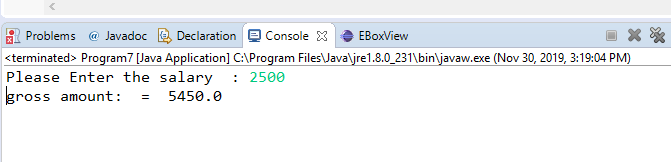 Problems @ Javadoc Declaration Console EBoxView
<terminated> Program7 [Java Application] C:\Program Files\Java\jre1.8.0_231\bin\javaw.exe (Nov 30, 2019, 3:19:04 PM)
Please Enter the salary  : 2500
gross amount:  =  5450.0